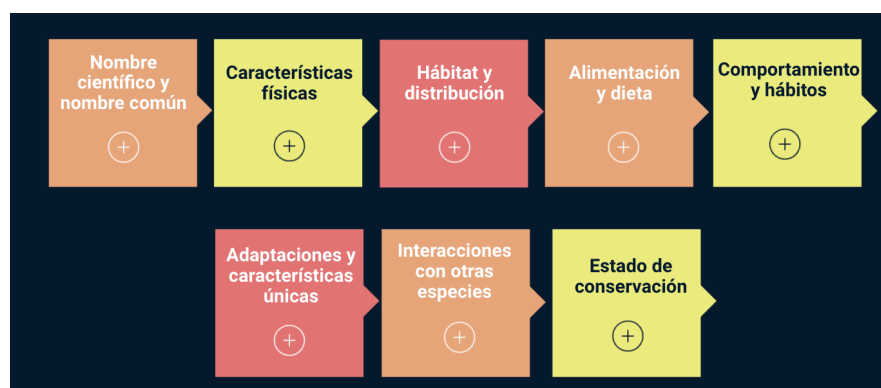 Nombre
científico y
nombre común
Características
físicas
Hábitat y
distribución
Alimentación
y dieta
Comportamiento
y hábitos
Adaptaciones y
características
únicas
Interacciones
con otras
especies
Estado de
conservación